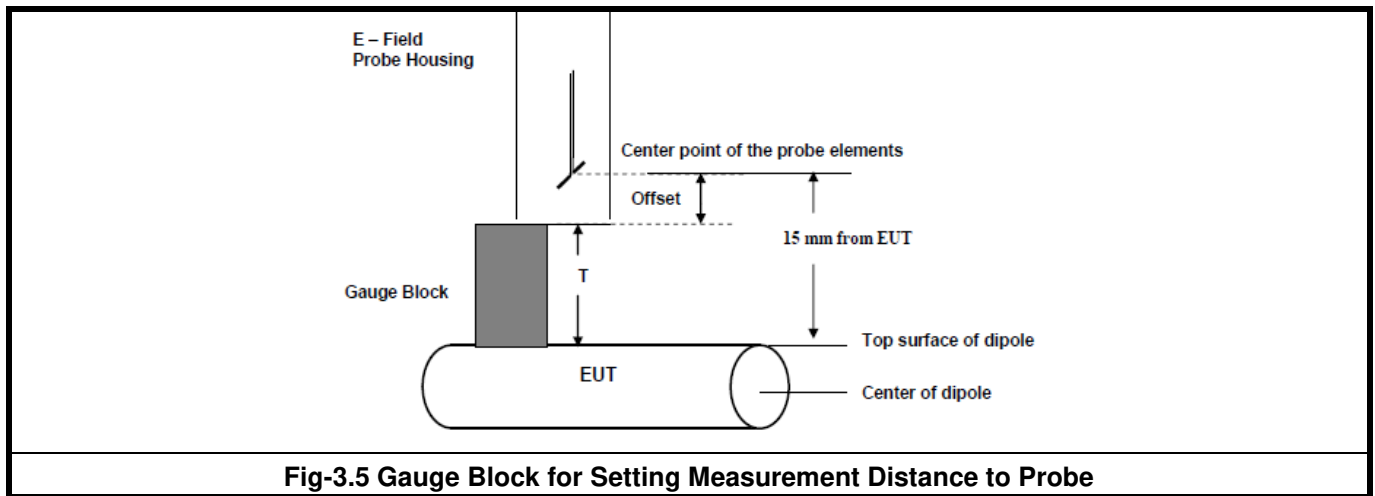 E – Field
Probe Housing
Center point of the probe elements
Offset
15 mm from EUT
T
Gauge Block
Top surface of dipole
EUT
Center of dipole
Fig-3.5 Gauge Block for Setting Measurement Distance to Probe